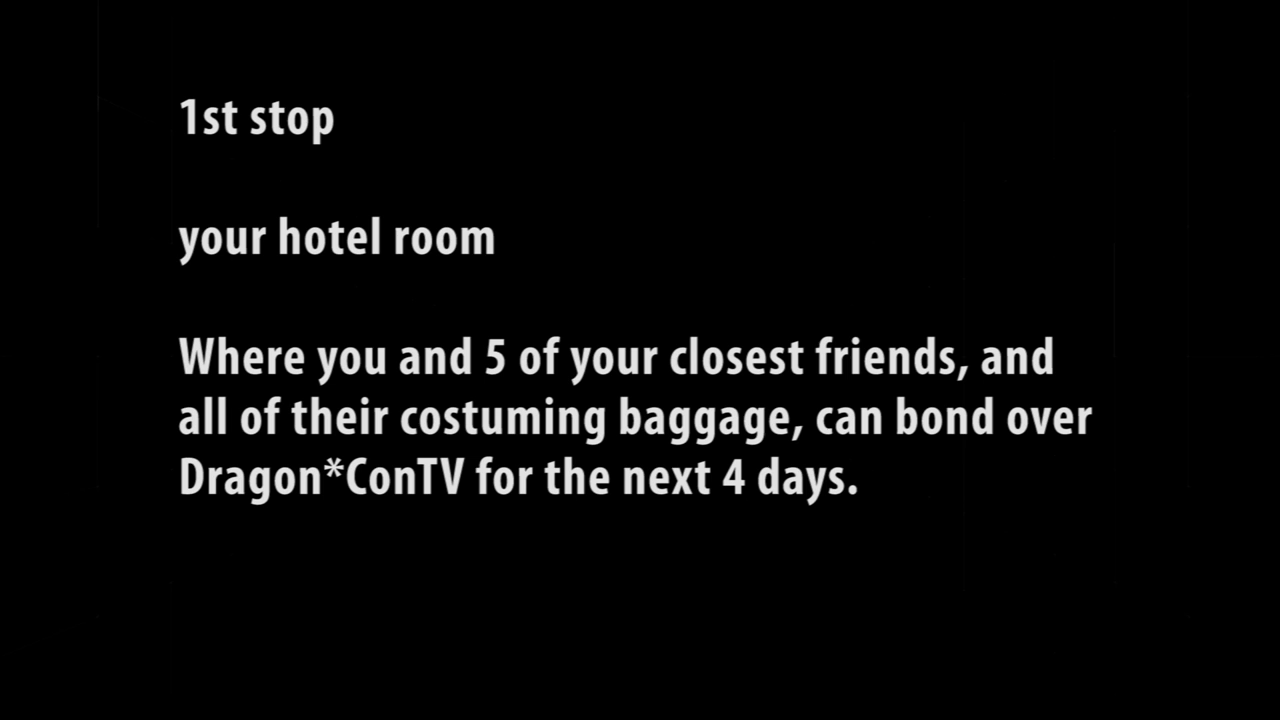 1st stop
your hotel room
Where you and 5 of your closest friends, and
all of their costuming baggage, can bond over
Dragon*ConTV for the next 4 days.